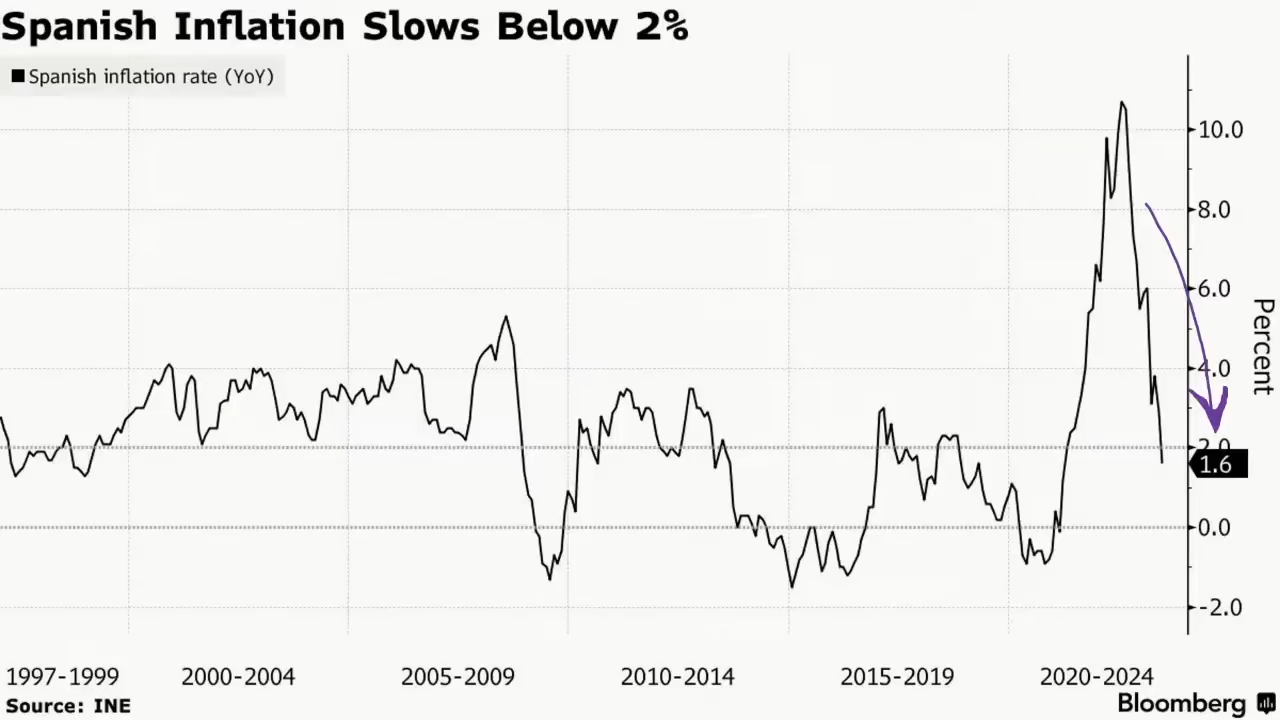 Spanish Inflation Slows Below 2%
Spanish inflation rate (YoY)
10.0
8.0
6.0
4.0
2.0
1.6
0.0
-2.0
Percent
1997-1999 2000-2004 2005-2009 2010-2014 2015-2019 2020-2024
Source: INE
Bloomberg